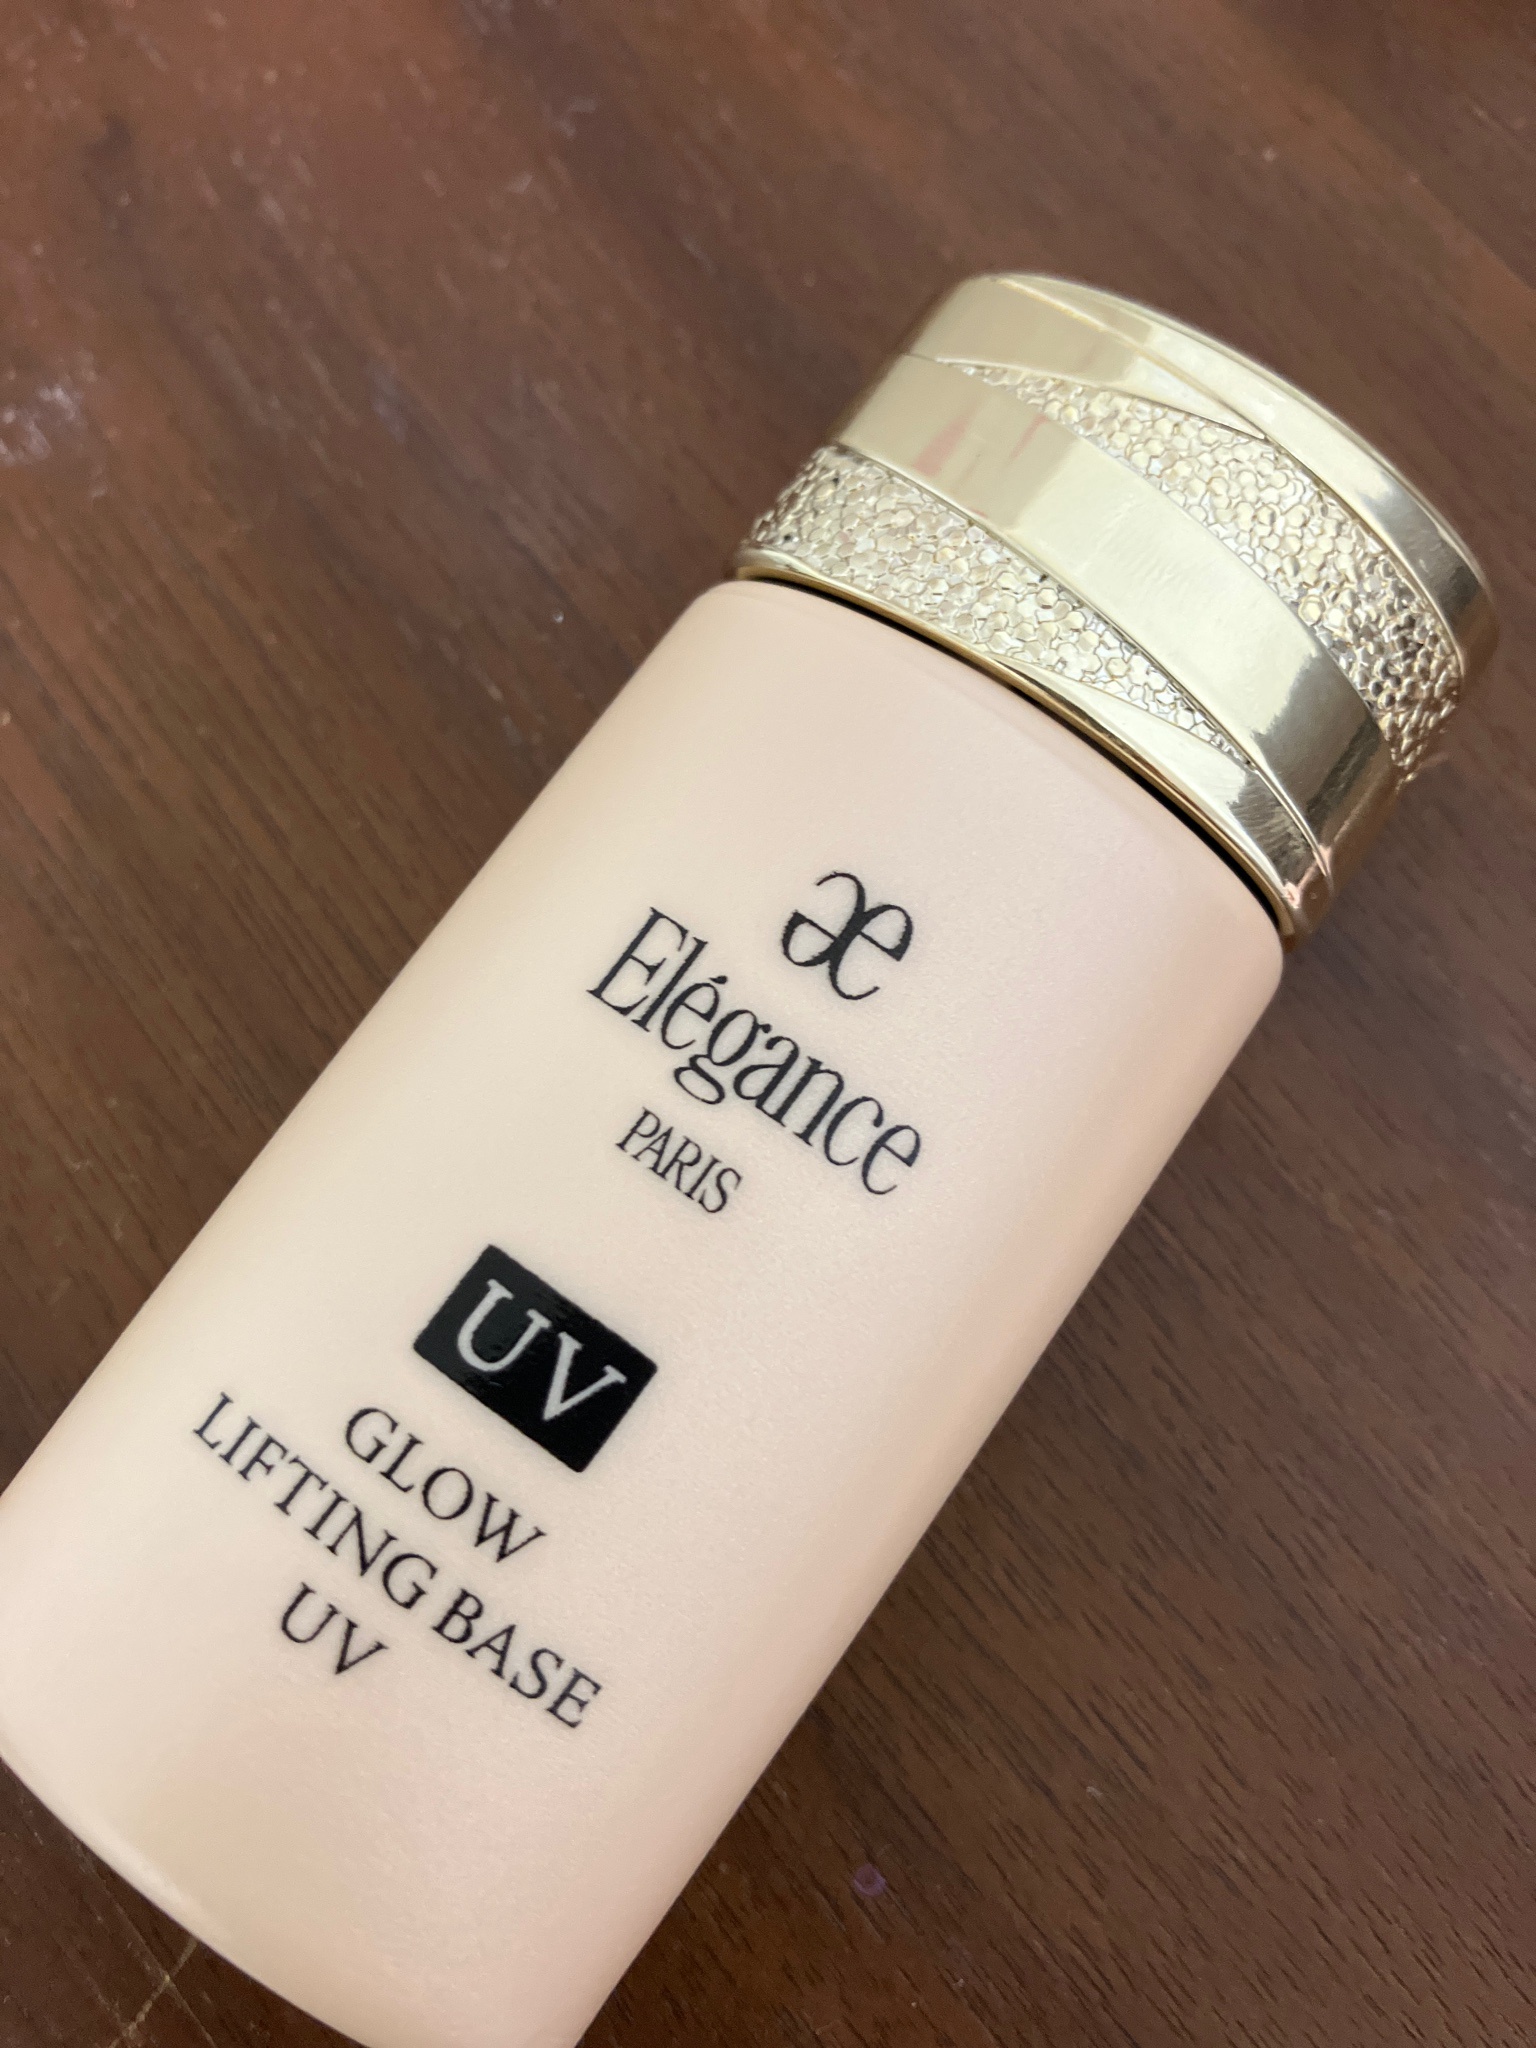 Elégance
PARIS
UV
GLOW
LIFTING BASE
UV